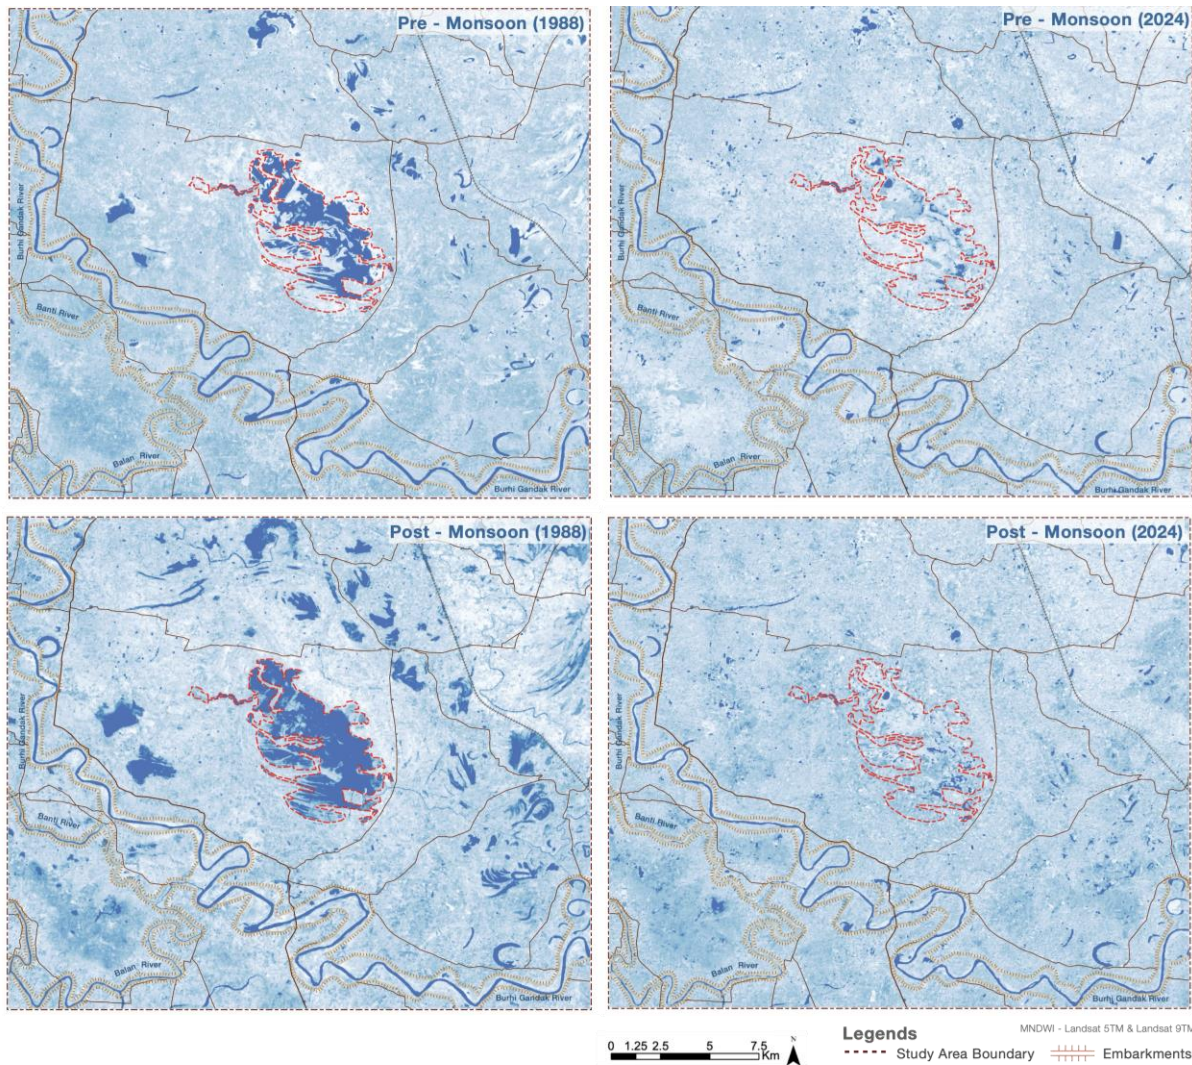 Pre - Monsoon (1988)
Burhi Gandak River
Banti River
Balan River
Burhi Gandak River
Pre - Monsoon (2024)
Burhi Gandak River
Banti River
Balan River
Burhi Gandak River
Post - Monsoon (1988)
Burhi Gandak River
Banti River
Balan River
Burhi Gandak River
Post - Monsoon (2024)
Burhi Gandak River
Banti River
Balan River
Burhi Gandak River
0 1.25 2.5 5 7.5
Km
N
Legends
MNDWI - Landsat 5TM & Landsat 9TM
Study Area Boundary
Embarkments